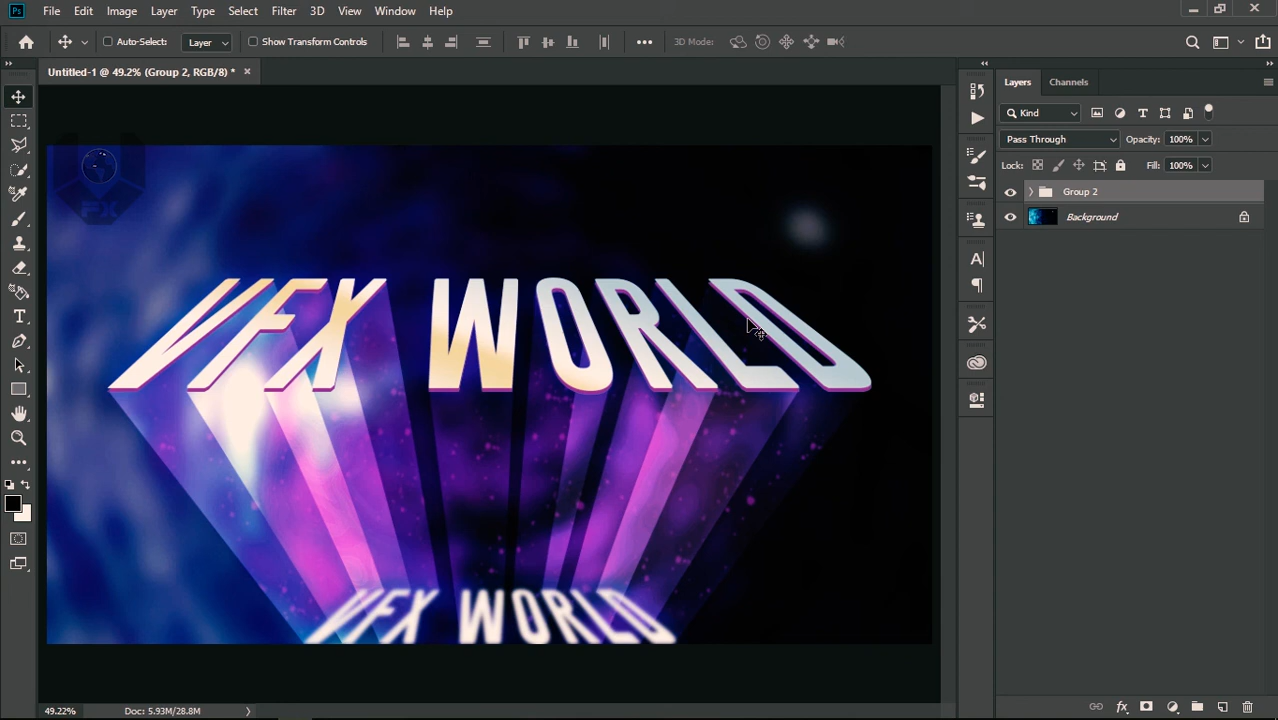 Ps File Edit Image Layer Type Select Filter 3D View Window Help
Auto-Select: Layer Show Transform Controls 3D Mode:
Untitled-1 @ 49.2% (Group 2, RGB/8) *
Layers Channels
Kind
Pass Through Opacity: 100%
Lock: Fill: 100%
Group 2
Background
FX
VFX WORLD
VFX WORLD
49.22% Doc: 5.93M/28.8M